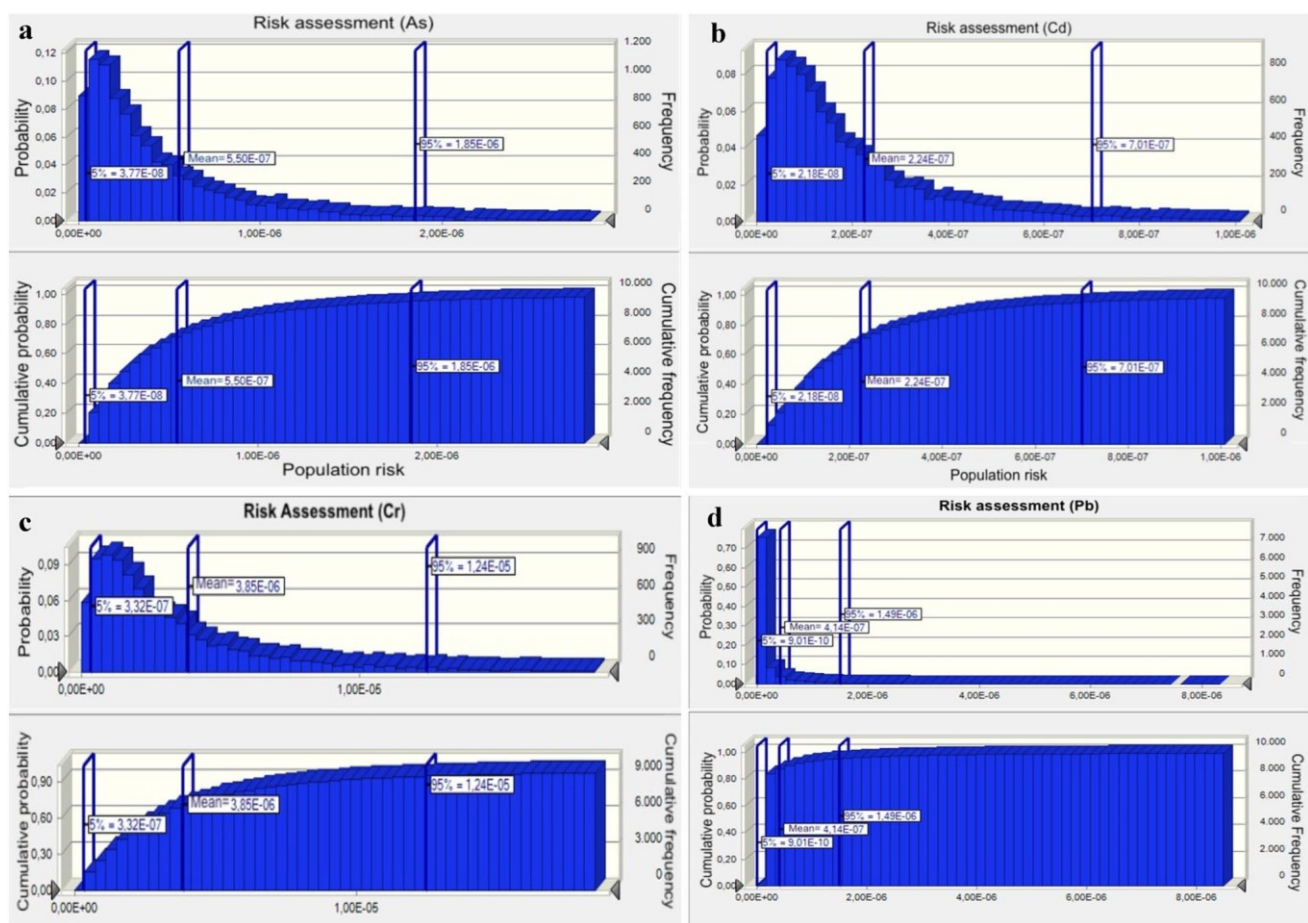 a
Risk assessment (As)
0,12
0,10
0,08
0,06
0,04
0,02
0,00
Probability
1.200
1.000
800
600
400
200
0
Frequency
5% = 3,77E-08
Mean=5,50E-07
95% = 1,85E-06
0,00E+00
1,00E-06
2,00E-06
1,00
0,80
0,60
0,40
0,20
0,00
Cumulative probability
10.000
8.000
6.000
4.000
2.000
0
Cumulative frequency
5% = 3,77E-08
Mean=5,50E-07
95% = 1,85E-06
0,00E+00
1,00E-06
2,00E-06
Population risk
b
Risk assessment (Cd)
0,08
0,06
0,04
0,02
0,00
Probability
800
600
400
200
0
Frequency
5% = 2,18E-08
Mean=2,24E-07
95% = 7,01E-07
0,00E+00
2,00E-07
4,00E-07
6,00E-07
8,00E-07
1,00E-06
1,00
0,80
0,60
0,40
0,20
0,00
Cumulative probability
10.000
8.000
6.000
4.000
2.000
0
Cumulative frequency
5% = 2,18E-08
Mean = 2,24E-07
95% = 7,01E-07
0,00E+00
2,00E-07
4,00E-07
6,00E-07
8,00E-07
1,00E-06
Population risk
c
Risk Assessment (Cr)
0,09
0,06
0,03
0,00
Probability
900
600
300
0
Frequency
5% = 3,32E-07
Mean= 3,85E-06
95% = 1,24E-05
0,00E+00
1,00E-05
0,90
0,60
0,30
0,00
Cumulative probability
9.000
6.000
3.000
0
Cumulative frequency
5% = 3,32E-07
Mean= 3,85E-06
95% = 1,24E-05
0,00E+00
1,00E-05
d
Risk assessment (Pb)
0,70
0,60
0,50
0,40
0,30
0,20
0,10
0,00
Probability
7.000
6.000
5.000
4.000
3.000
2.000
1.000
0
Frequency
5% = 9,01E-10
Mean= 4,14E-07
95% = 1,49E-06
0,00E+00
2,00E-06
4,00E-06
6,00E-06
8,00E-06
1,00
0,80
0,60
0,40
0,20
0,00
Cumulative probability
10.000
8.000
6.000
4.000
2.000
0
Cumulative Frequency
5% = 9,01E-10
Mean= 4,14E-07
95% = 1,49E-06
0,00E+00
2,00E-06
4,00E-06
6,00E-06
8,00E-06